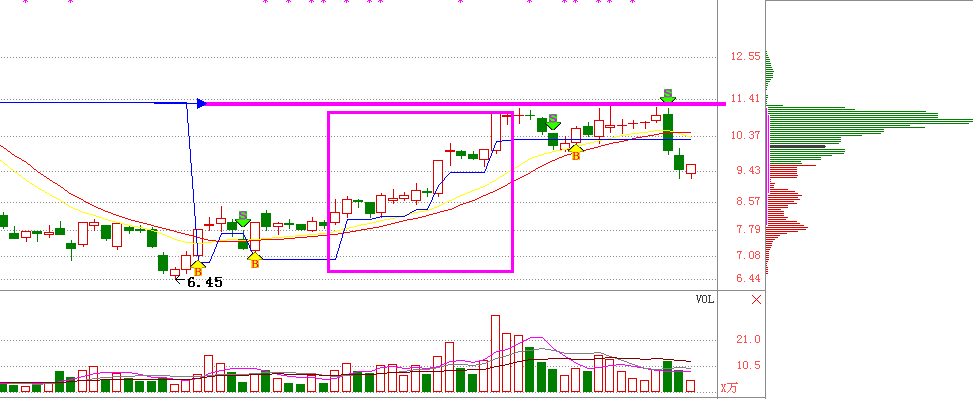 12.55
S
11.41
S
10.37
B
9.43
8.57
S
7.79
B
B
7.08
6.45
6.44
VOL
21.0
10.5
X万